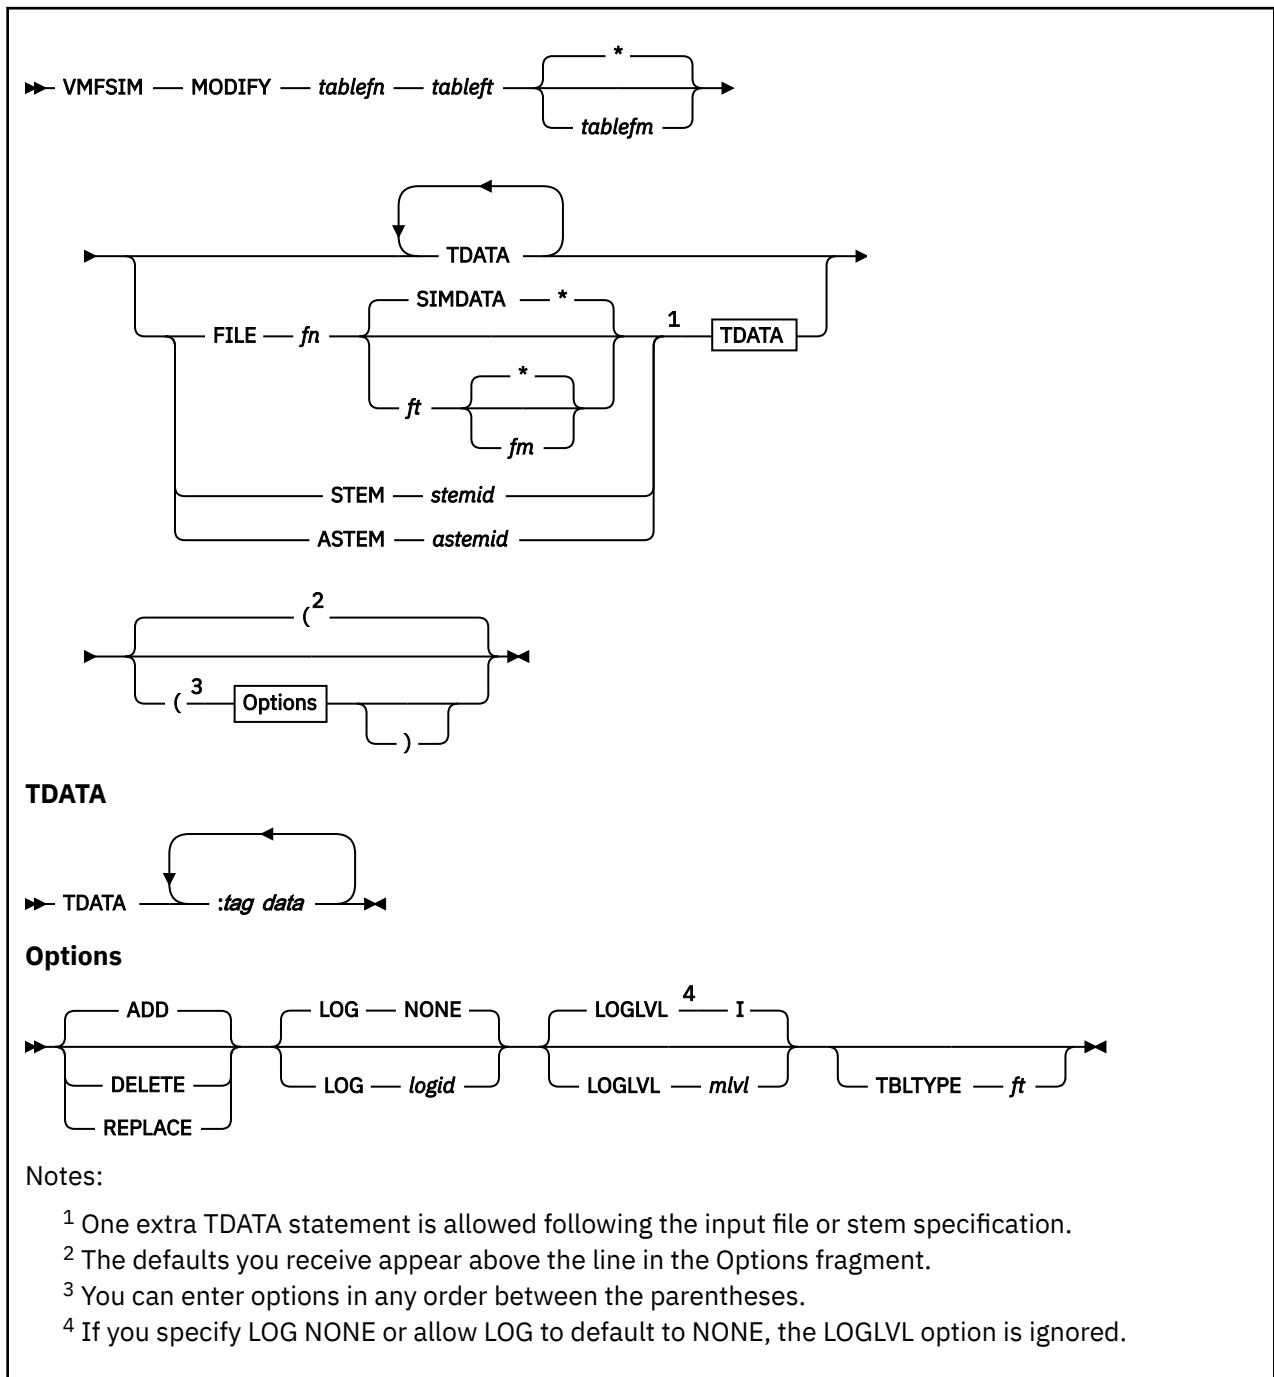 *
VMFSIM MODIFY tablefn tableft
tablefm
TDATA
SIMDATA *
FILE fn 1 TDATA
*
ft
fm
STEM stemid
ASTEM astemid
( 2
( 3 Options
)
TDATA
TDATA :tag data
Options
ADD LOG NONE LOGLVL 4 I
DELETE LOG logid LOGLVL mlvl TBLTYPE ft
REPLACE
Notes:
1 One extra TDATA statement is allowed following the input file or stem specification.
2 The defaults you receive appear above the line in the Options fragment.
3 You can enter options in any order between the parentheses.
4 If you specify LOG NONE or allow LOG to default to NONE, the LOGLVL option is ignored.